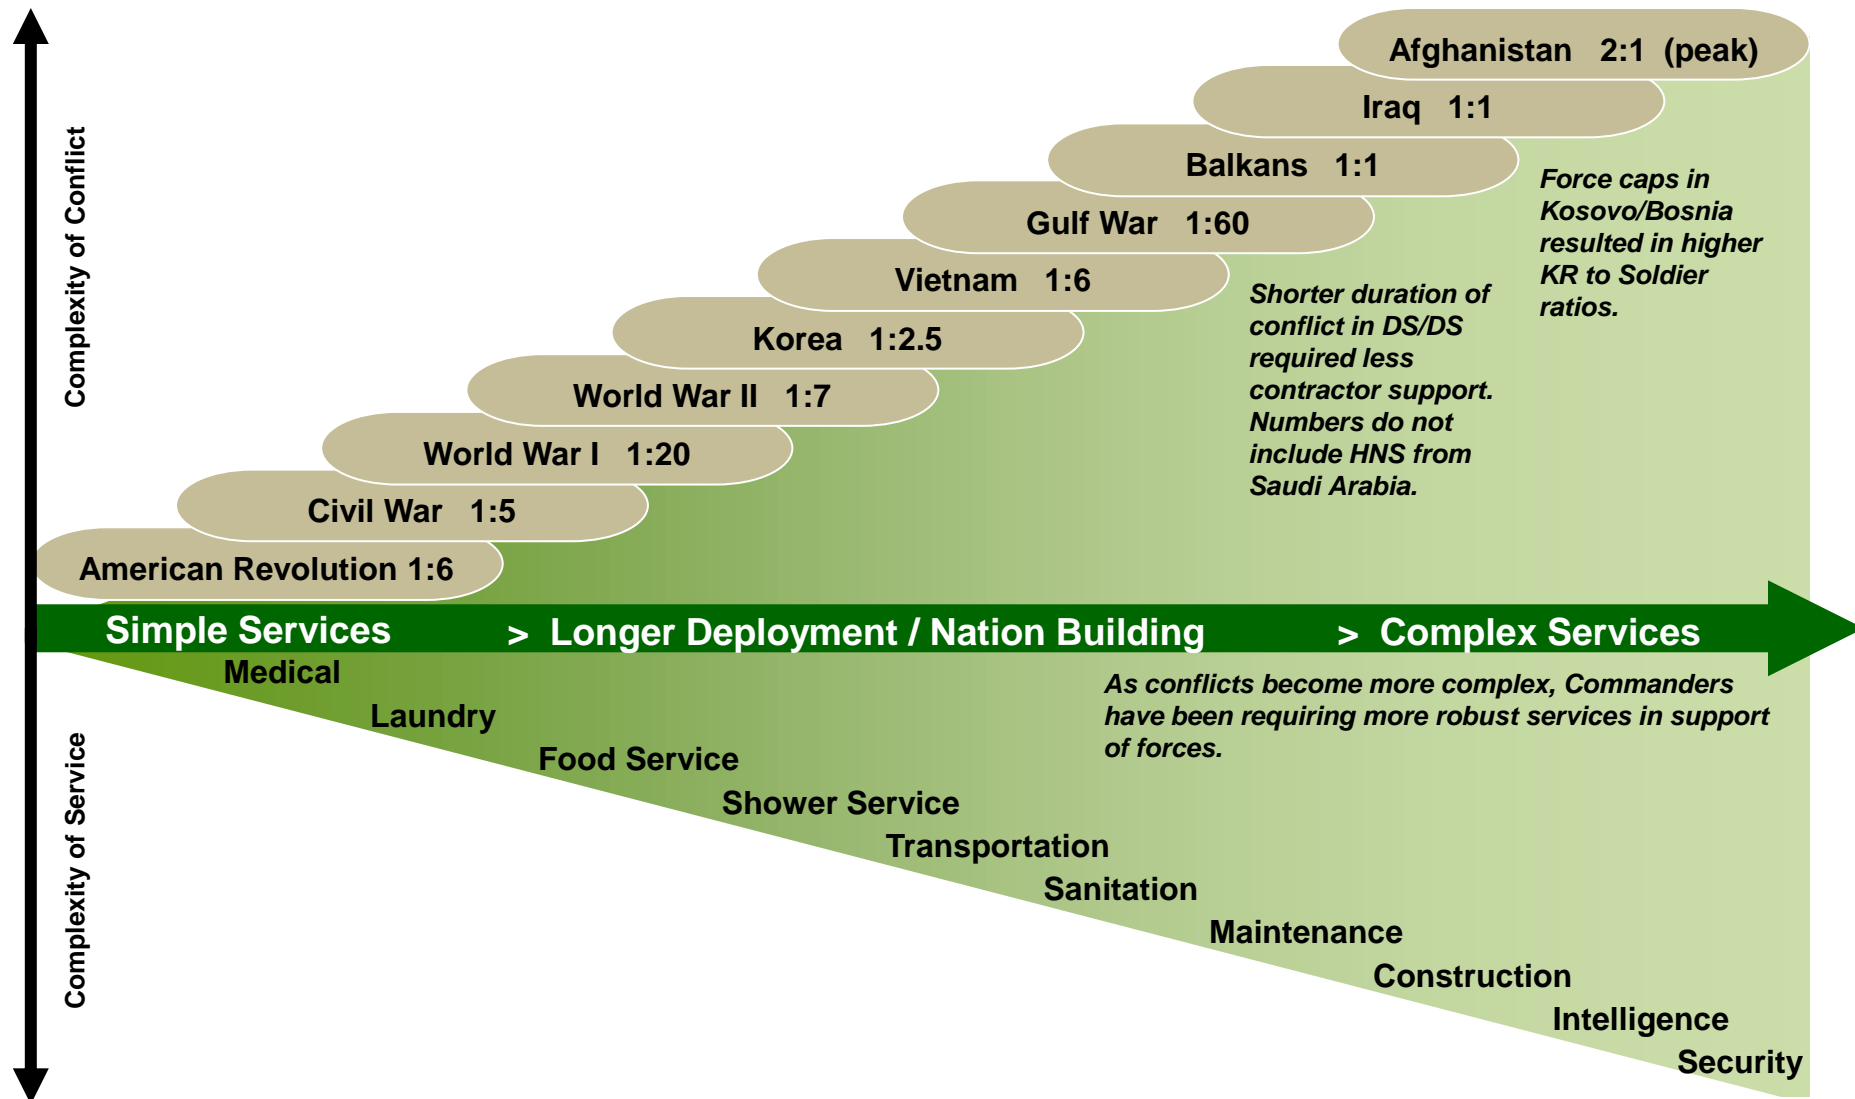 Complexity of Conflict
Complexity of Service
Afghanistan 2:1 (peak)
Iraq 1:1
Balkans 1:1
Gulf War 1:60
Vietnam 1:6
Korea 1:2.5
World War II 1:7
World War I 1:20
Civil War 1:5
American Revolution 1:6
Force caps in
Kosovo/Bosnia
resulted in higher
KR to Soldier
ratios.
Shorter duration of
conflict in DS/DS
required less
contractor support.
Numbers do not
include HNS from
Saudi Arabia.
Simple Services > Longer Deployment / Nation Building > Complex Services
As conflicts become more complex, Commanders
have been requiring more robust services in support
of forces.
Medical
Laundry
Food Service
Shower Service
Transportation
Sanitation
Maintenance
Construction
Intelligence
Security